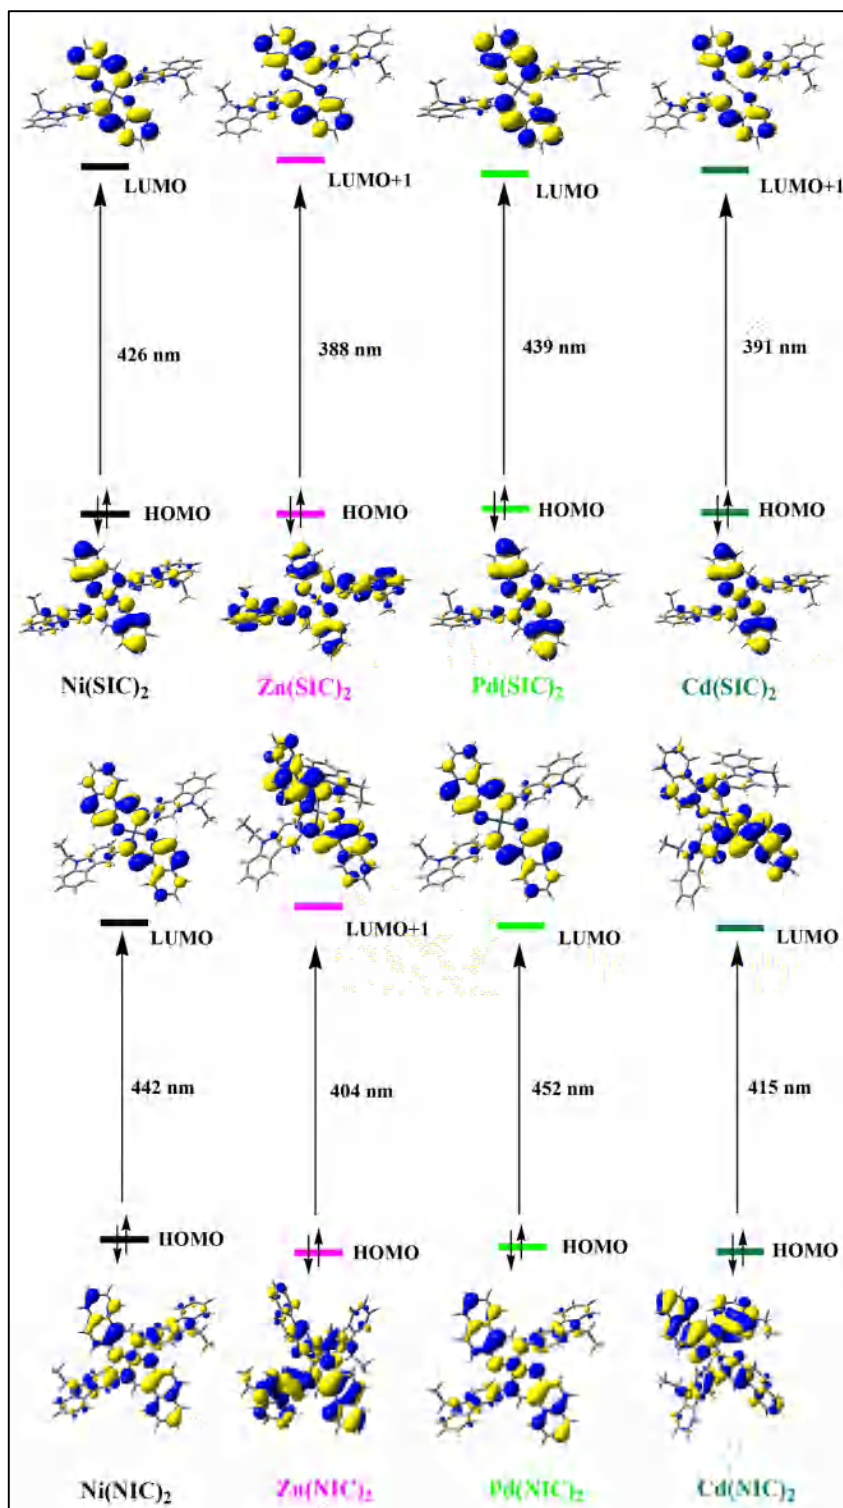 LUMO LUMO+1 LUMO LUMO+1
426 nm 388 nm 439 nm 391 nm
HOMO HOMO HOMO HOMO
Ni(SIC)₂ Zn(SIC)₂ Pd(SIC)₂ Cd(SIC)₂
LUMO LUMO+1 LUMO LUMO
442 nm 404 nm 452 nm 415 nm
HOMO HOMO HOMO HOMO
Ni(NIC)₂ Zn(NIC)₂ Pd(NIC)₂ Cd(NIC)₂